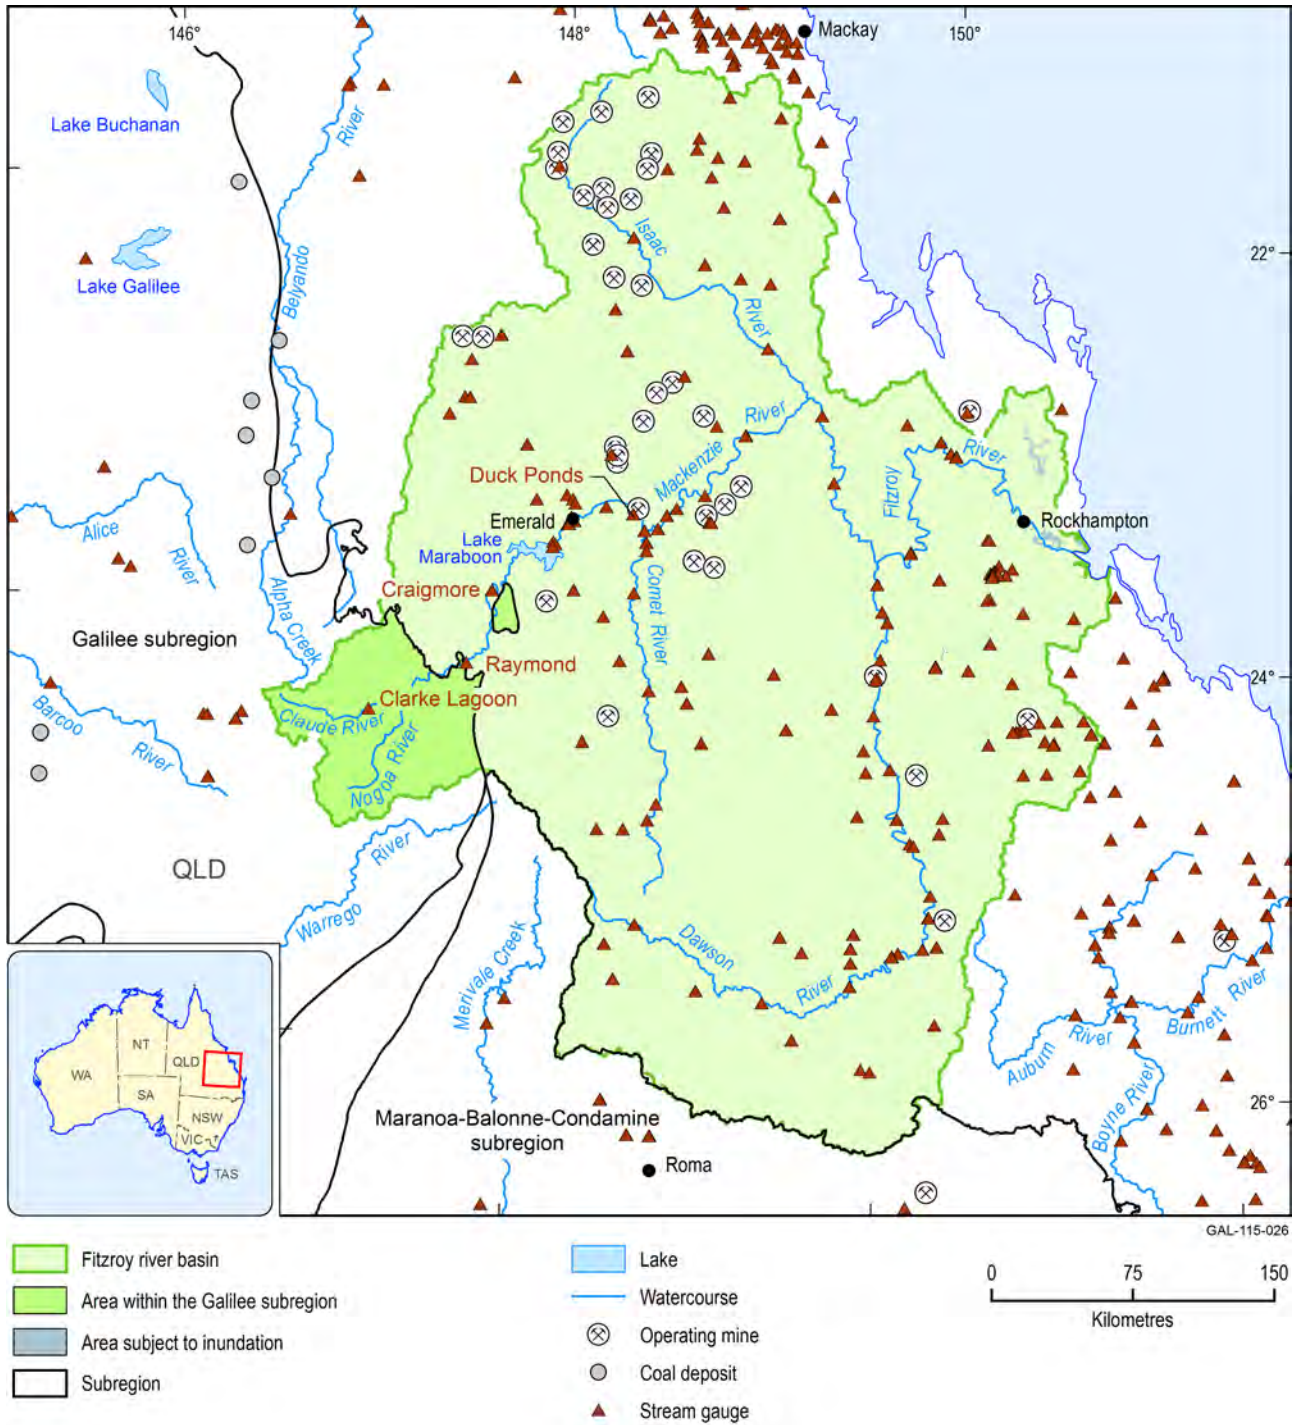 146°
148°
150°
Mackay
Lake Buchanan
River
Lake Galilee
Belyando
Isaac
22°
River
River
Mackenzie
Duck Ponds
Fitzroy
River
Emerald
Rockhampton
Alice
River
Lake
Maraboon
Craigmore
Alpha Creek
Comet River
Galilee subregion
Raymond
24°
Clarke Lagoon
Barcoo
River
Claude River
Nogoa River
QLD
River
Warrego
Merivale Creek
Dawson
River
River
Burnett
River
Auburn
Boyne River
26°
Maranoa-Balonne-Condamine
subregion
Roma
WA
NT
QLD
SA
NSW
VIC
TAS
GAL-115-026
Fitzroy river basin
Area within the Galilee subregion
Area subject to inundation
Subregion
Lake
Watercourse
Operating mine
Coal deposit
Stream gauge
0 75 150
Kilometres